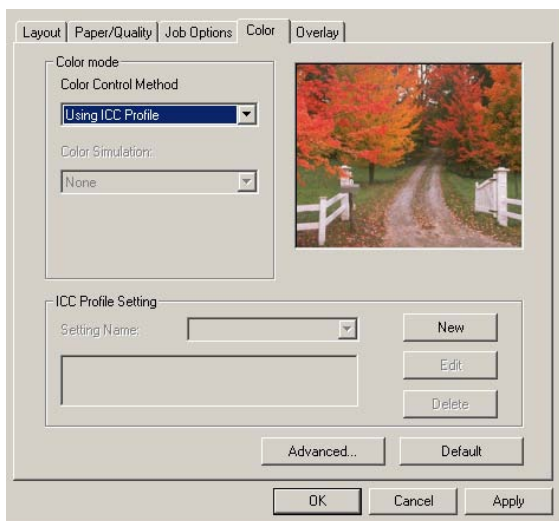 Layout Paper/Quality Job Options Color Overlay
Color mode
Color Control Method
Using ICC Profile
Color Simulation:
None
ICC Profile Setting
Setting Name:
New
Edit
Delete
Advanced... Default
OK Cancel Apply